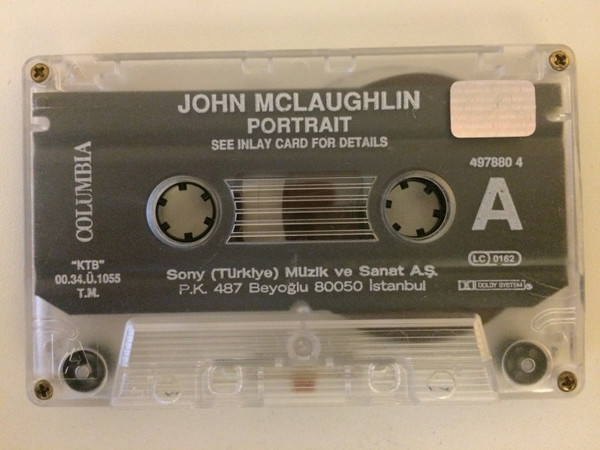 JOHN MCLAUGHLIN
PORTRAIT
SEE INLAY CARD FOR DETAILS
COLUMBIA
497880 4
A
LC 0162
DOLBY SYSTEM
"KTB"
00.34.Ü.1055
T.M.
Sony (Türkiye) Müzik ve Sanat A.Ş.
P.K. 487 Beyoğlu 80050 İstanbul
A